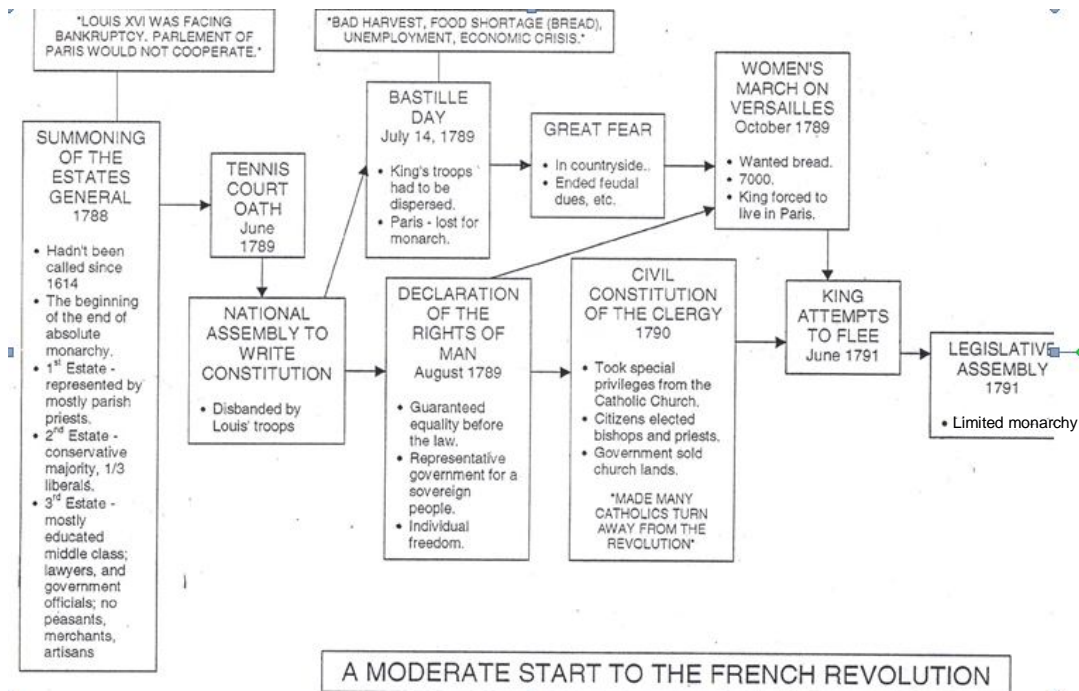 *LOUIS XVI WAS FACING
BANKRUPTCY. PARLEMENT OF
PARIS WOULD NOT COOPERATE.*
*BAD HARVEST, FOOD SHORTAGE (BREAD),
UNEMPLOYMENT, ECONOMIC CRISIS.*
SUMMONING
OF THE
ESTATES
GENERAL
1788
• Hadn't been
called since
1614
• The beginning
of the end of
absolute
monarchy.
• 1st Estate -
represented by
mostly parish
priests.
• 2nd Estate -
conservative
majority, 1/3
liberals.
• 3rd Estate -
mostly
educated
middle class;
lawyers, and
government
officials; no
peasants,
merchants,
artisans
TENNIS
COURT
OATH
June
1789
NATIONAL
ASSEMBLY TO
WRITE
CONSTITUTION
• Disbanded by
Louis' troops
BASTILLE
DAY
July 14, 1789
• King's troops
had to be
dispersed.
• Paris - lost for
monarch.
GREAT FEAR
• In countryside..
• Ended feudal
dues, etc.
WOMEN'S
MARCH ON
VERSAILLES
October 1789
• Wanted bread.
• 7000.
• King forced to
live in Paris.
DECLARATION
OF THE
RIGHTS OF
MAN
August 1789
• Guaranteed
equality before
the law.
• Representative
government for a
sovereign
people.
• Individual
freedom.
CIVIL
CONSTITUTION
OF THE CLERGY
1790
• Took special
privileges from the
Catholic Church.
• Citizens elected
bishops and priests.
• Government sold
church lands.
*MADE MANY
CATHOLICS TURN
AWAY FROM THE
REVOLUTION*
KING
ATTEMPTS
TO FLEE
June 1791
LEGISLATIVE
ASSEMBLY
1791
• Limited monarchy
A MODERATE START TO THE FRENCH REVOLUTION